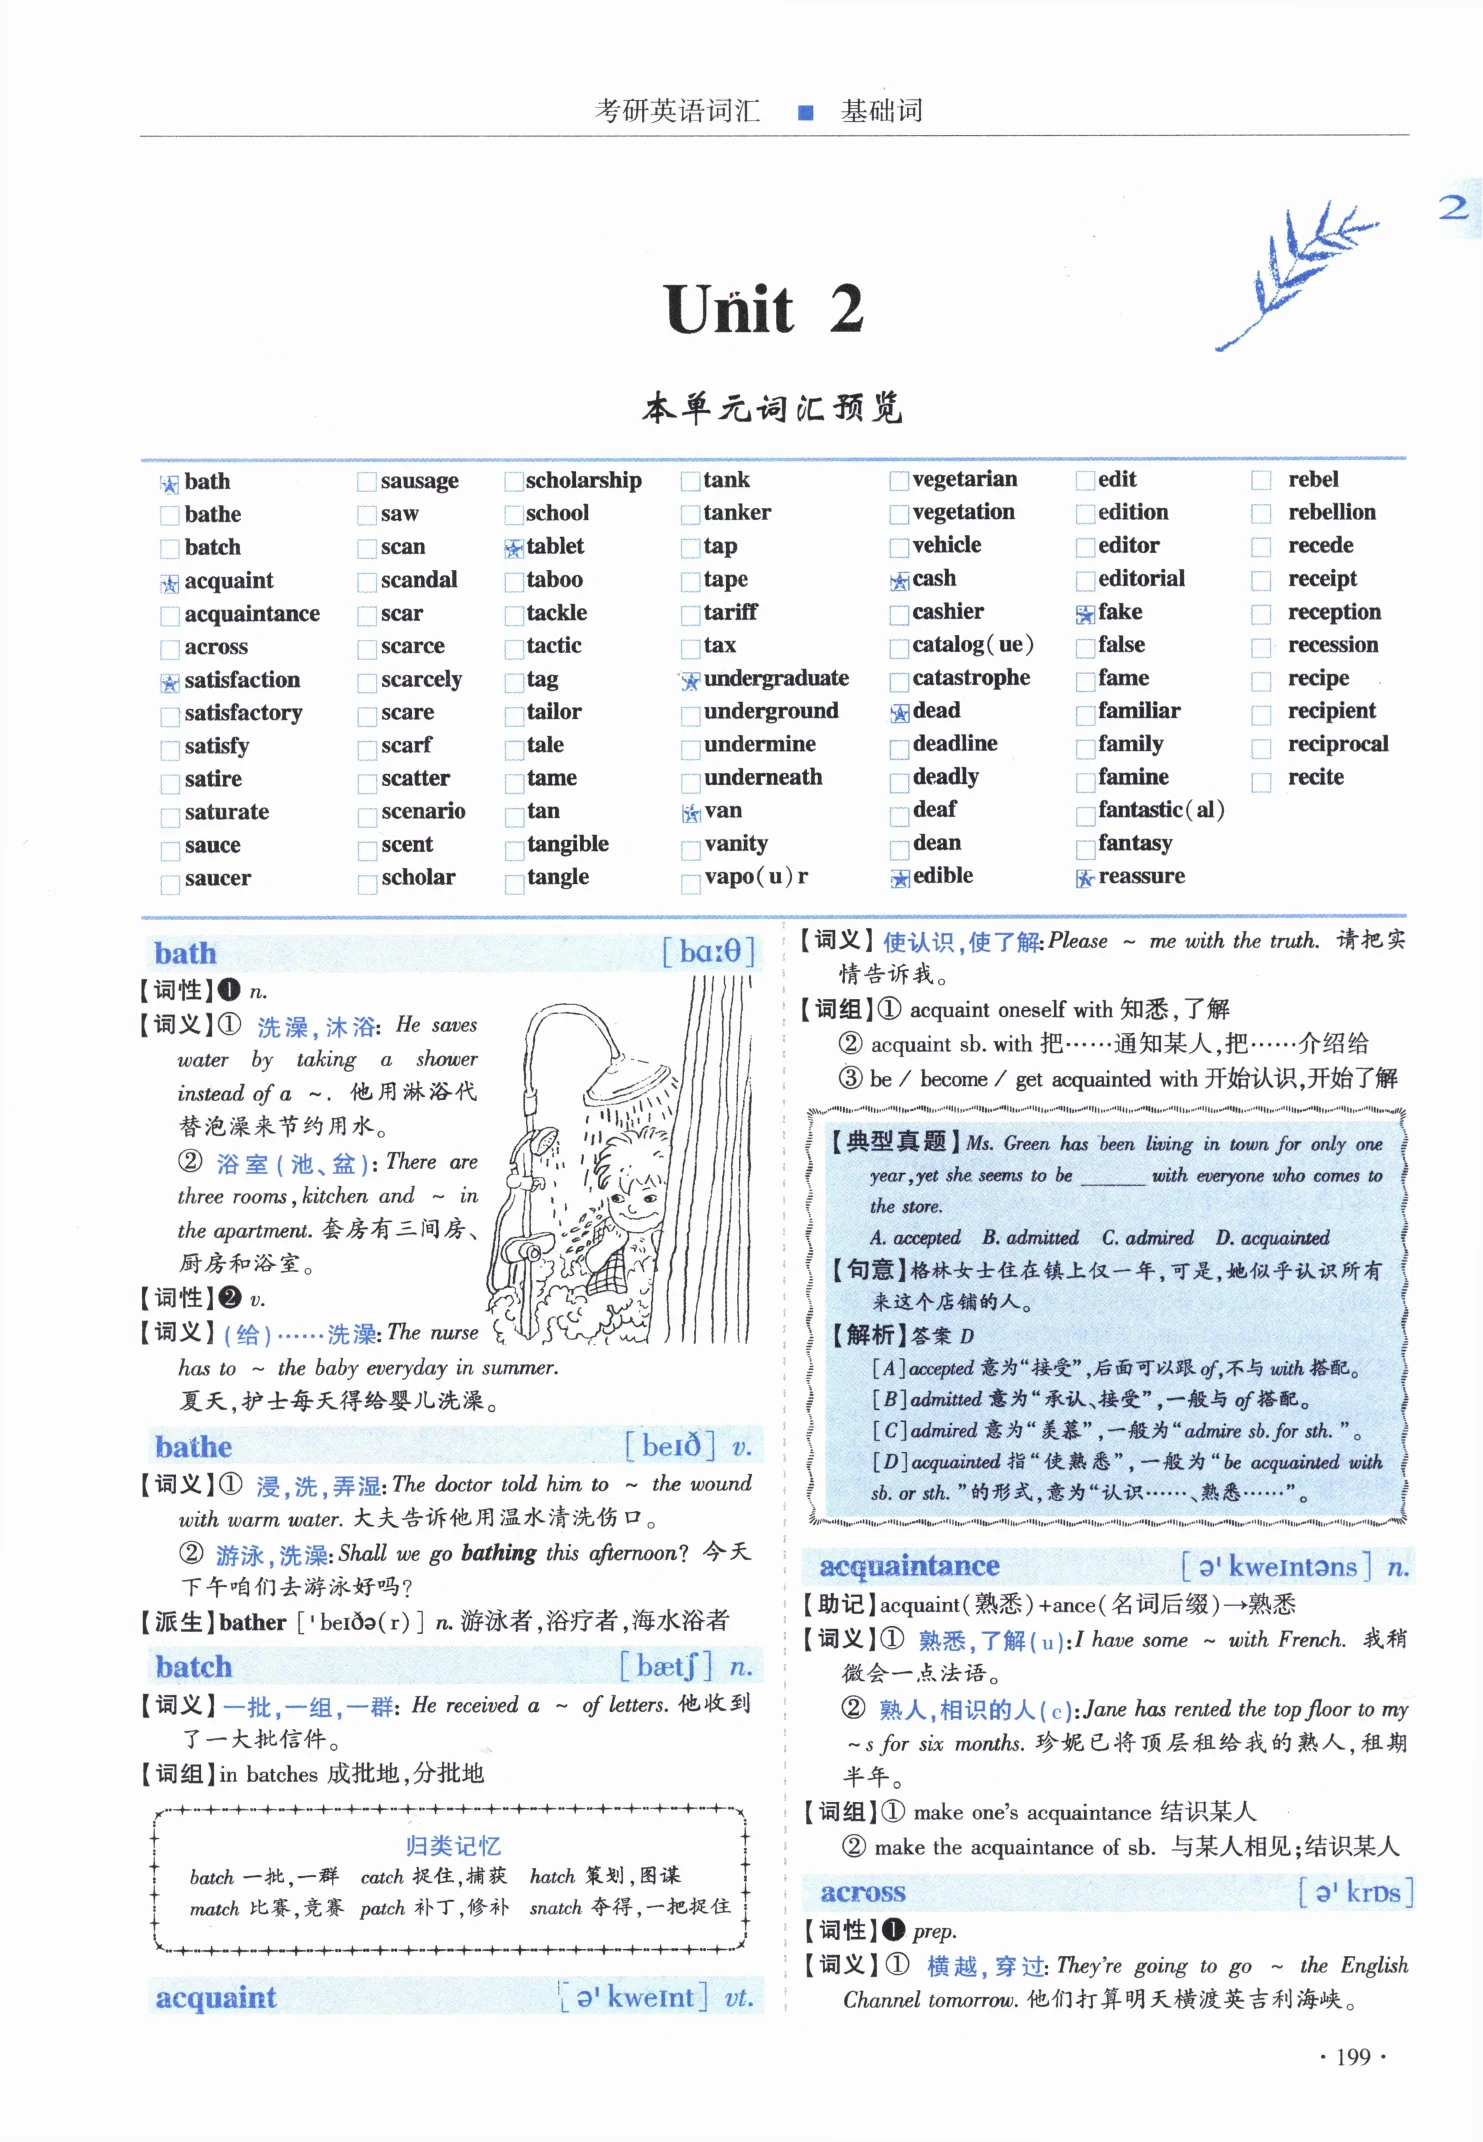 考研英语词汇 ■ 基础词
2
Unit 2
本单元词汇预览
bath sausage scholarship tank vegetarian edit rebel
bathe saw school tanker vegetation edition rebellion
batch scan tablet tap vehicle editor recede
acquaint scandal taboo tape cash editorial receipt
acquaintance scar tackle tariff cashier fake reception
across scarce tactic tax catalog(ue) false recession
satisfaction scarcely tag undergraduate catastrophe fame recipe
satisfactory scare tailor underground dead familiar recipient
satisfy scarf tale undermine deadline family reciprocal
satire scatter tame underneath deadly famine recite
saturate scenario tan van deaf fantastic(al)
sauce scent tangible vanity dean fantasy
saucer scholar tangle vapo(u)r edible reassure
bath [bɑːθ]
【词性】❶ n.
【词义】① 洗澡,沐浴: He saves
water by taking a shower
instead of a ~. 他用淋浴代
替泡澡来节约用水。
② 浴室(池、盆): There are
three rooms, kitchen and ~ in
the apartment. 套房有三间房、
厨房和浴室。
【词性】❷ v.
【词义】(给)……洗澡: The nurse
has to ~ the baby everyday in summer.
夏天,护士每天得给婴儿洗澡。
bathe [beɪð] v.
【词义】① 浸,洗,弄湿: The doctor told him to ~ the wound
with warm water. 大夫告诉他用温水清洗伤口。
② 游泳,洗澡: Shall we go bathing this afternoon? 今天
下午咱们去游泳好吗?
【派生】bather [ˈbeɪðə(r)] n. 游泳者,浴疗者,海水浴者
batch [bætʃ] n.
【词义】一批,一组,一群: He received a ~ of letters. 他收到
了一大批信件。
【词组】in batches 成批地,分批地
归类记忆
batch 一批,一群 catch 捉住,捕获 hatch 策划,图谋
match 比赛,竞赛 patch 补丁,修补 snatch 夺得,一把捉住
acquaint [əˈkweɪnt] vt.
【词义】使认识,使了解: Please ~ me with the truth. 请把实
情告诉我。
【词组】① acquaint oneself with 知悉,了解
② acquaint sb. with 把……通知某人,把……介绍给
③ be / become / get acquainted with 开始认识,开始了解
【典型真题】Ms. Green has been living in town for only one
year, yet she seems to be ______ with everyone who comes to
the store.
A. accepted B. admitted C. admired D. acquainted
【句意】格林女士住在镇上仅一年,可是,她似乎认识所有
来这个店铺的人。
【解析】答案 D
[A] accepted 意为“接受”,后面可以跟 of,不与 with 搭配。
[B] admitted 意为“承认、接受”,一般与 of 搭配。
[C] admired 意为“羡慕”,一般为“admire sb. for sth.”。
[D] acquainted 指“使熟悉”,一般为“be acquainted with
sb. or sth.”的形式,意为“认识……、熟悉……”。
acquaintance [əˈkweɪntəns] n.
【助记】acquaint(熟悉)+ance(名词后缀)→熟悉
【词义】① 熟悉,了解(u): I have some ~ with French. 我稍
微会一点法语。
② 熟人,相识的人(c): Jane has rented the top floor to my
~s for six months. 珍妮已将顶层租给我的熟人,租期
半年。
【词组】① make one's acquaintance 结识某人
② make the acquaintance of sb. 与某人相见;结识某人
across [əˈkrɒs]
【词性】❶ prep.
【词义】① 横越,穿过: They're going to go ~ the English
Channel tomorrow. 他们打算明天横渡英吉利海峡。
·199·